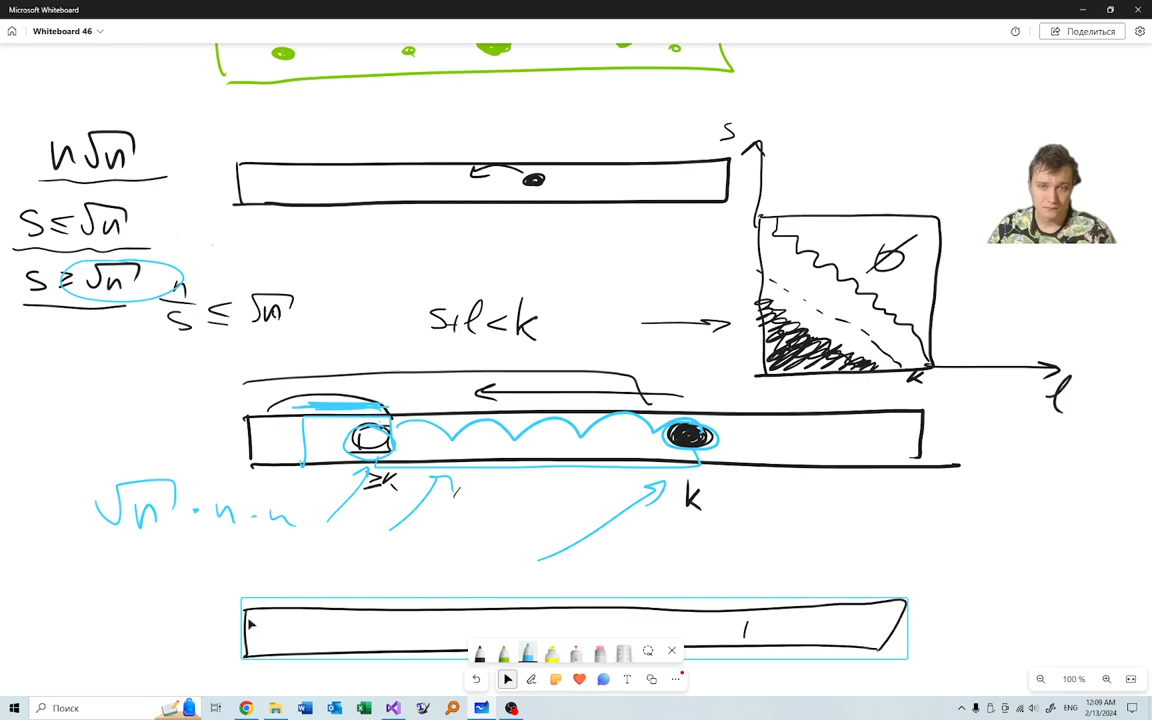 Microsoft Whiteboard
Whiteboard 46
Поделиться
n√n
s ≤ √n
s ≥ √n
n/s ≤ √n
s+l<k
s
k
l
≥k
k
√n · n · n
100 %
Поиск
ENG
12:09 AM
2/13/2024